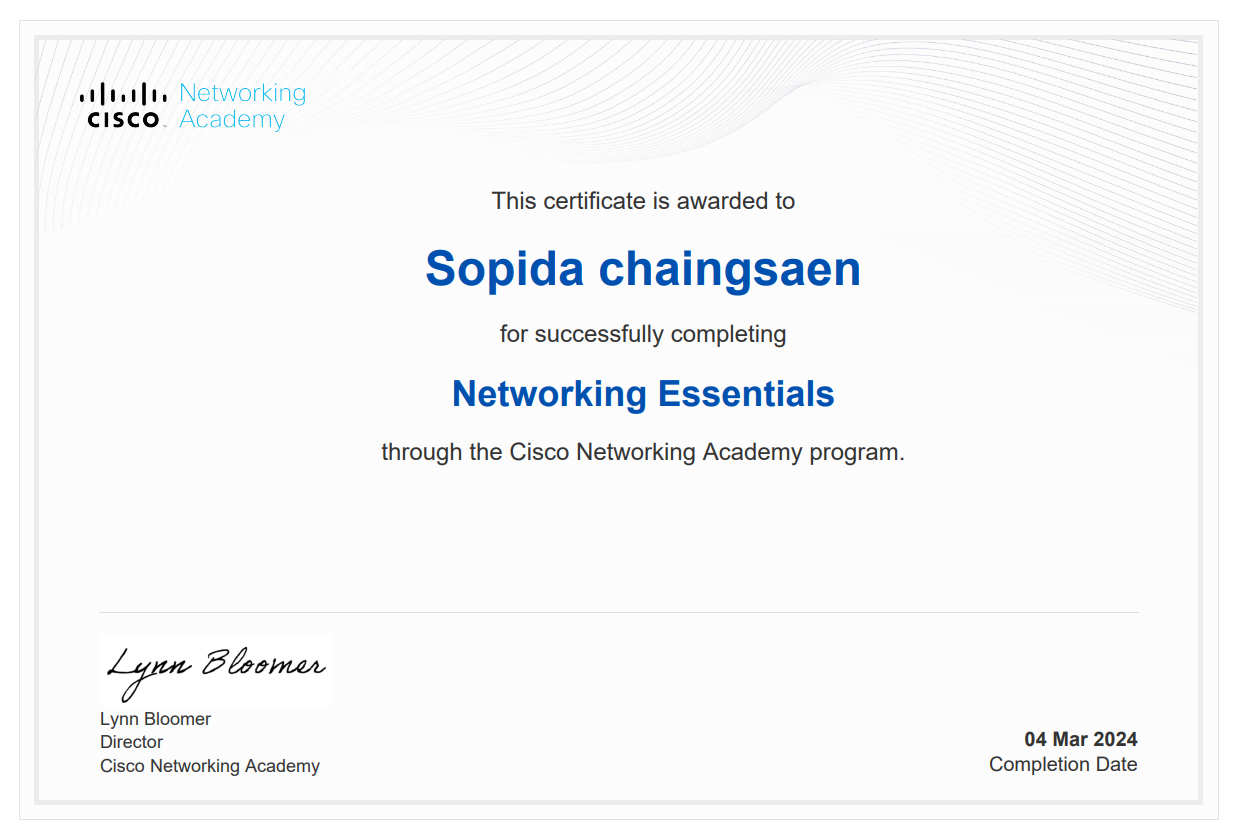 Networking
CISCO Academy
This certificate is awarded to
Sopida chaingsaen
for successfully completing
Networking Essentials
through the Cisco Networking Academy program.
Lynn Bloomer
Lynn Bloomer
Director
Cisco Networking Academy
04 Mar 2024
Completion Date